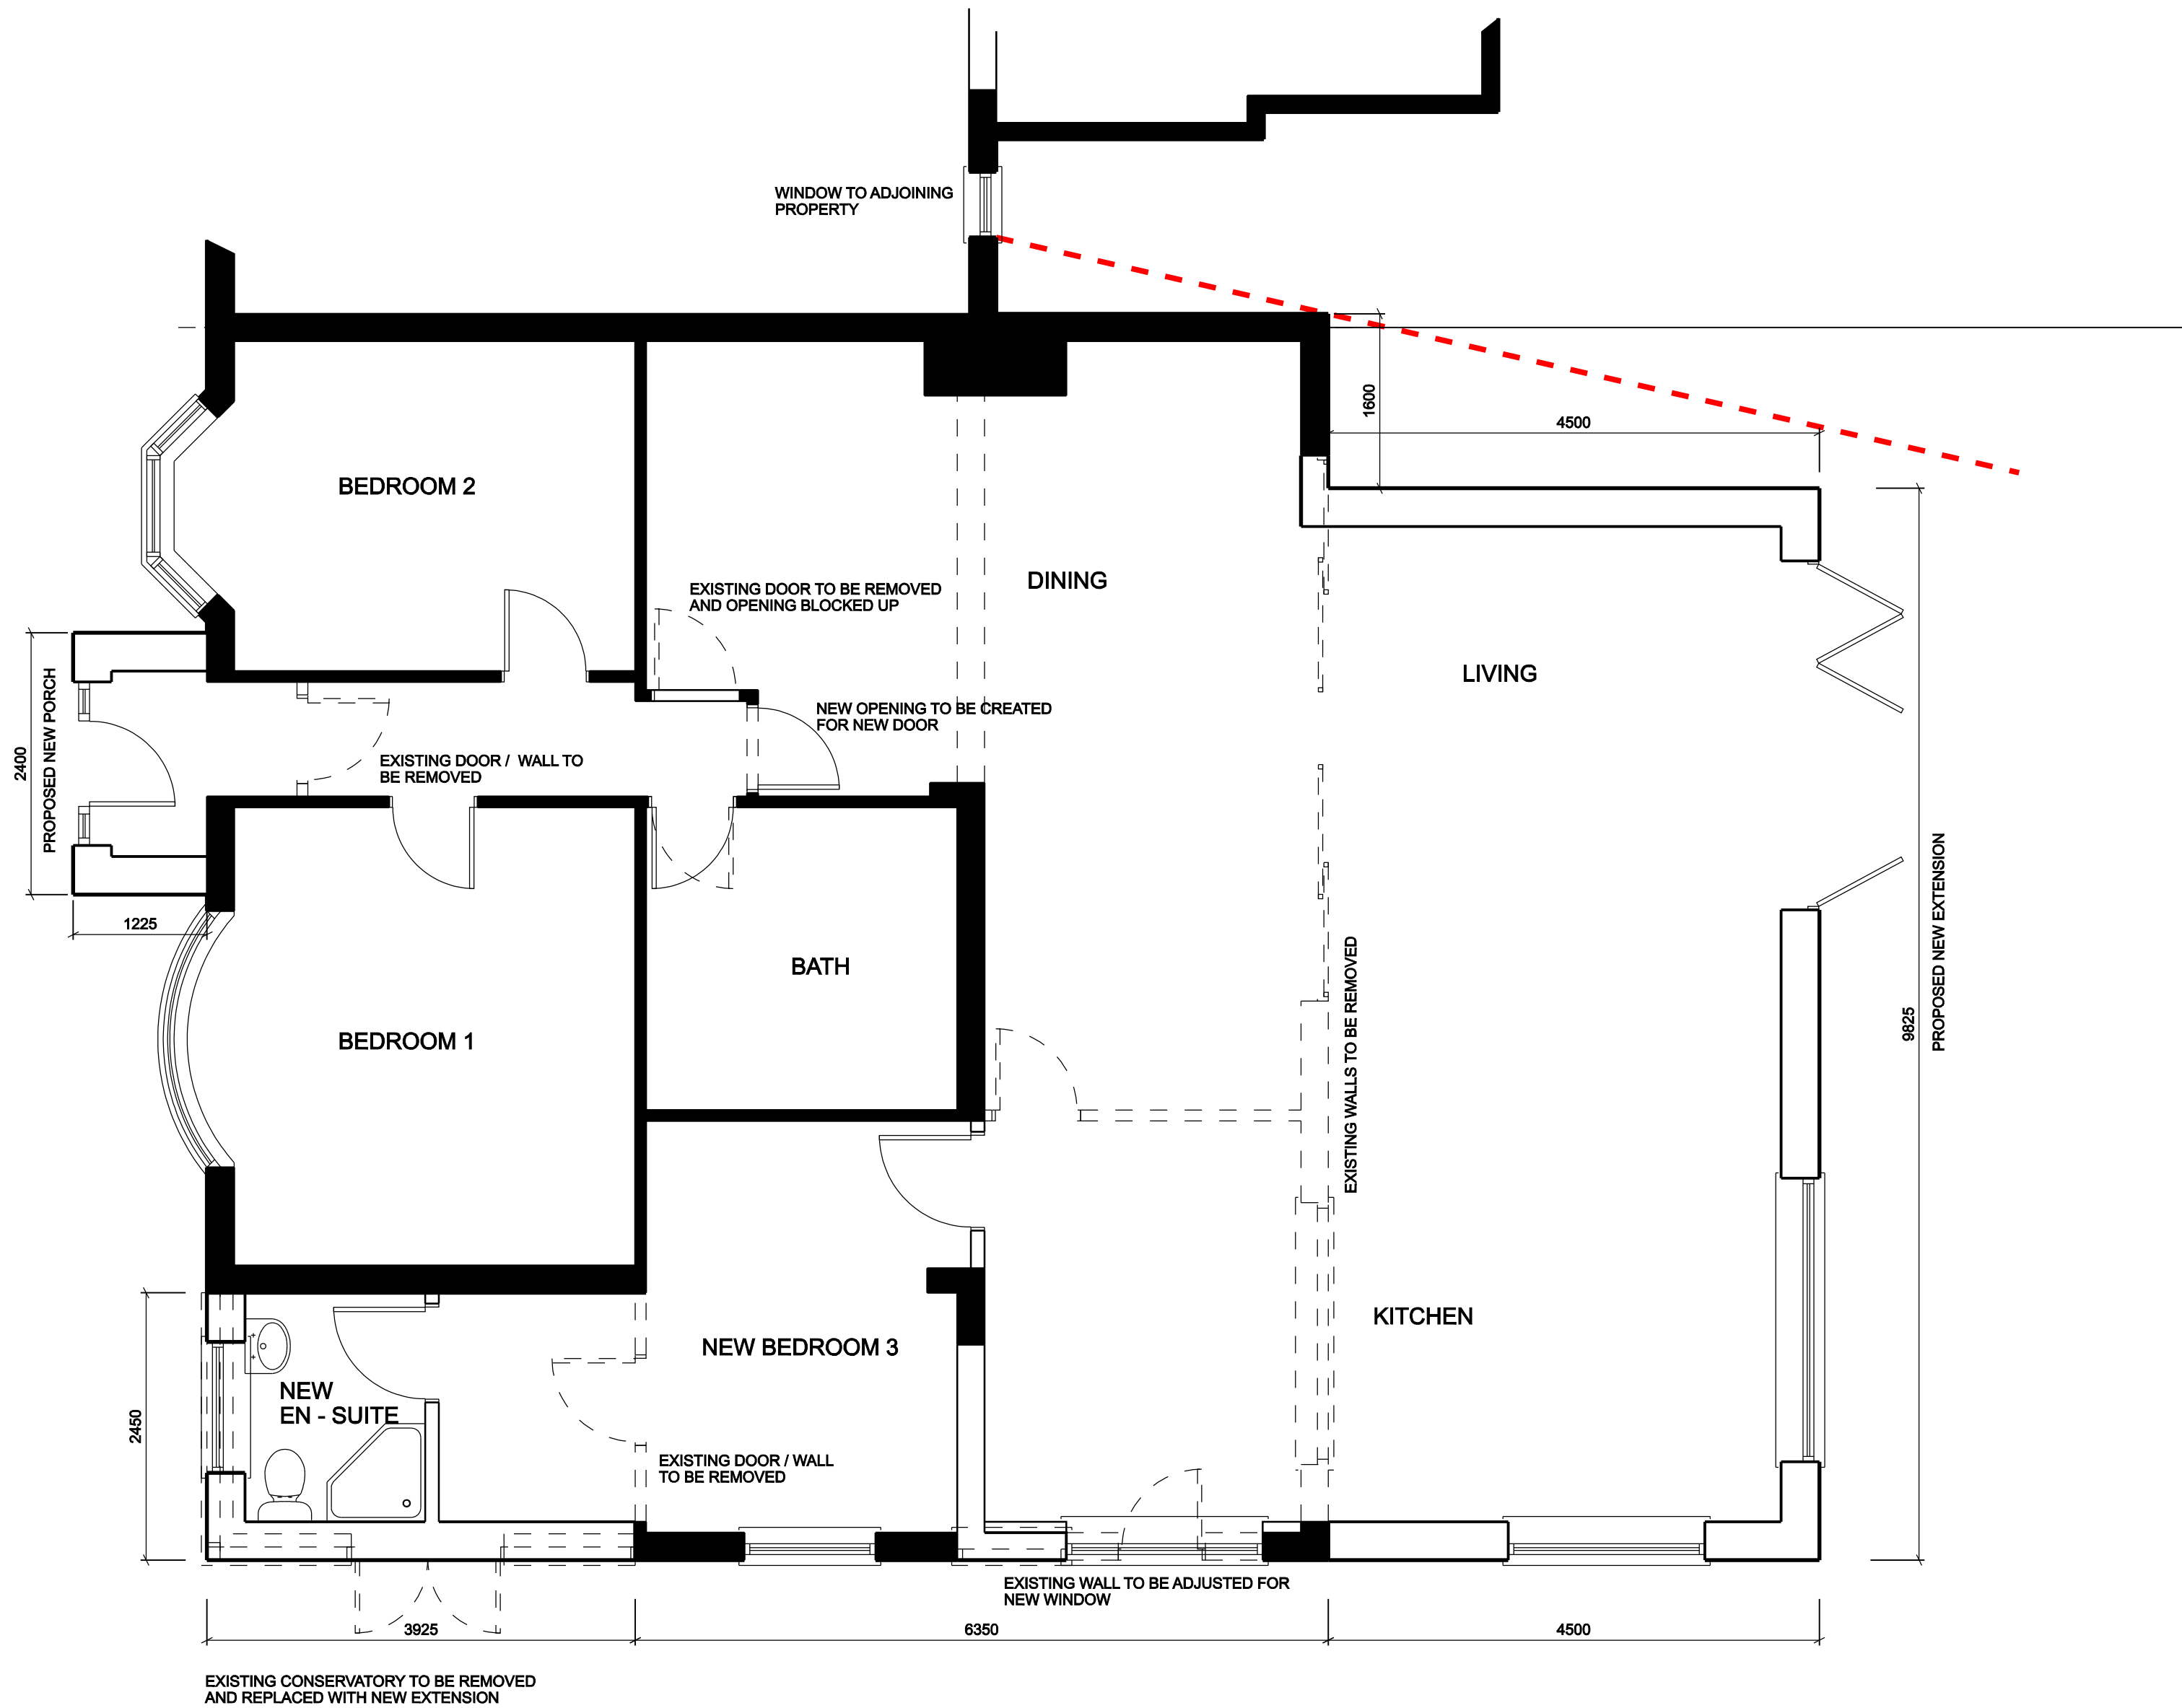 WINDOW TO ADJOINING
PROPERTY
1600
4500
BEDROOM 2
EXISTING DOOR TO BE REMOVED
AND OPENING BLOCKED UP
DINING
LIVING
NEW OPENING TO BE CREATED
FOR NEW DOOR
2400
PROPOSED NEW PORCH
EXISTING DOOR / WALL TO
BE REMOVED
1225
BATH
BEDROOM 1
EXISTING WALLS TO BE REMOVED
9825
PROPOSED NEW EXTENSION
KITCHEN
NEW BEDROOM 3
2450
NEW
EN - SUITE
EXISTING DOOR / WALL
TO BE REMOVED
EXISTING WALL TO BE ADJUSTED FOR
NEW WINDOW
3925
6350
4500
EXISTING CONSERVATORY TO BE REMOVED
AND REPLACED WITH NEW EXTENSION